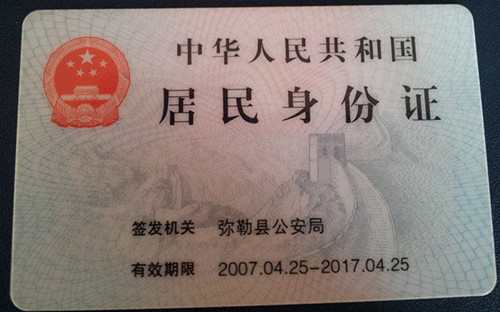 中华人民共和国
居民身份证
签发机关 弥勒县公安局
有效期限 2007.04.25-2017.04.25